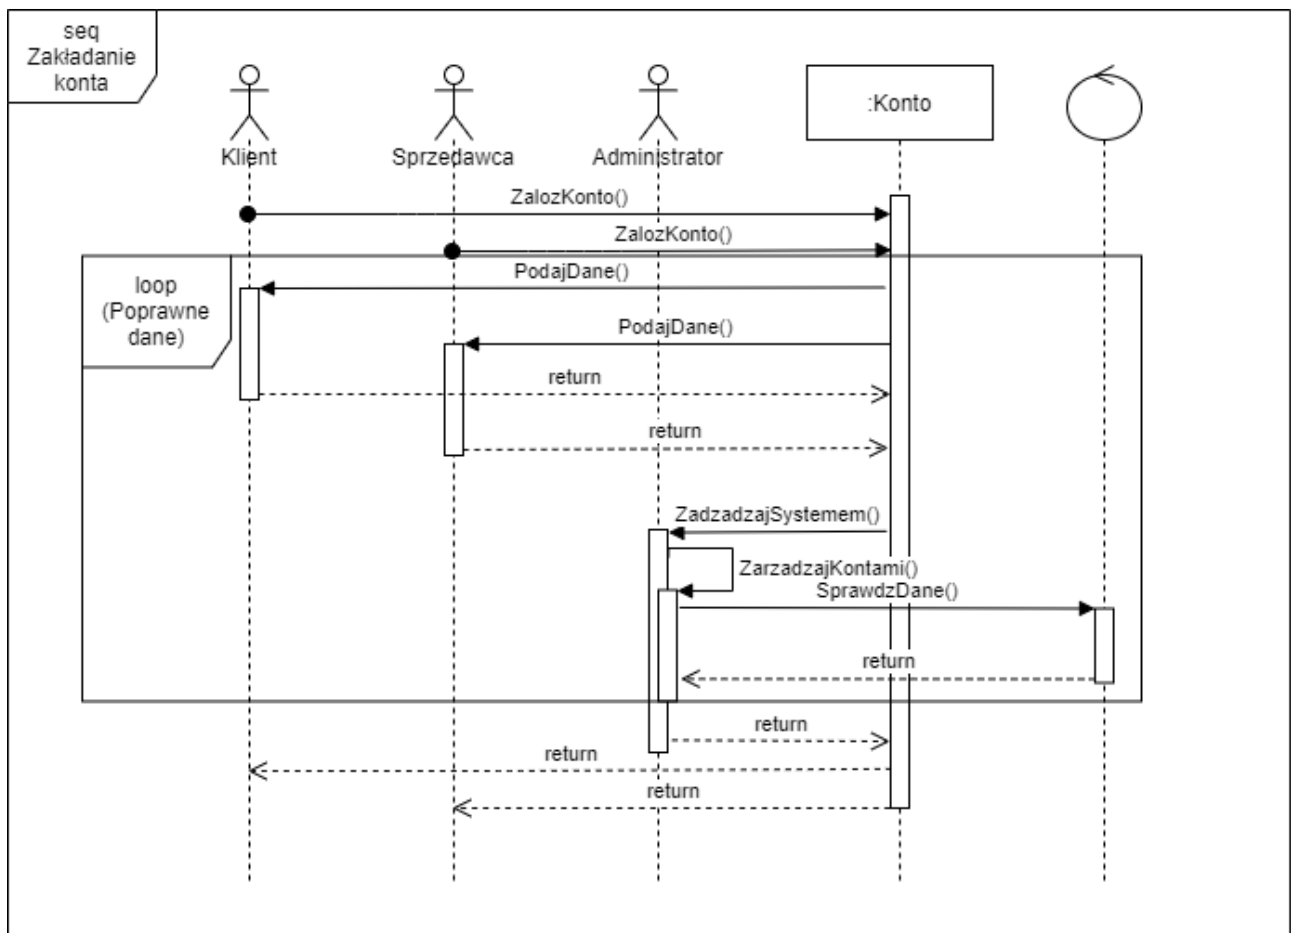 seq
Zakładanie
konta
:Konto
Klient
Sprzedawca
Administrator
ZalozKonto()
ZalozKonto()
PodajDane()
loop
(Poprawne
dane)
PodajDane()
return
return
ZadzadzajSystemem()
ZarzadzajKontami()
SprawdzDane()
return
return
return
return